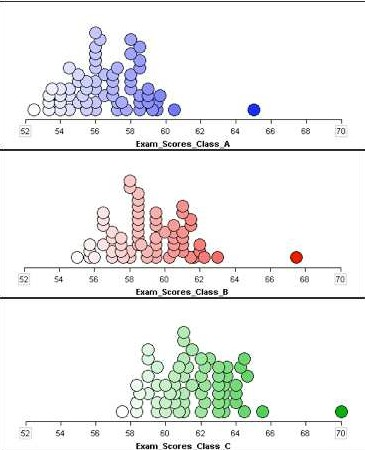 52 54 56 58 60 62 64 66 68 70
Exam_Scores_Class_A
52 54 56 58 60 62 64 66 68 70
Exam_Scores_Class_B
52 54 56 58 60 62 64 66 68 70
Exam_Scores_Class_C